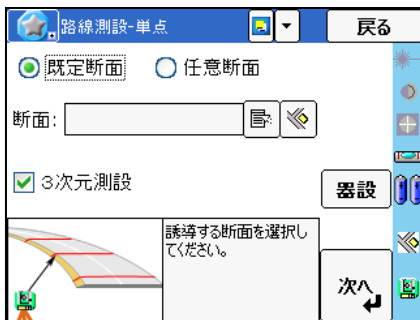 路線測設-単点
戻る
既定断面
任意断面
断面:
3次元測設
器設
誘導する断面を選択し
てください。
次へ